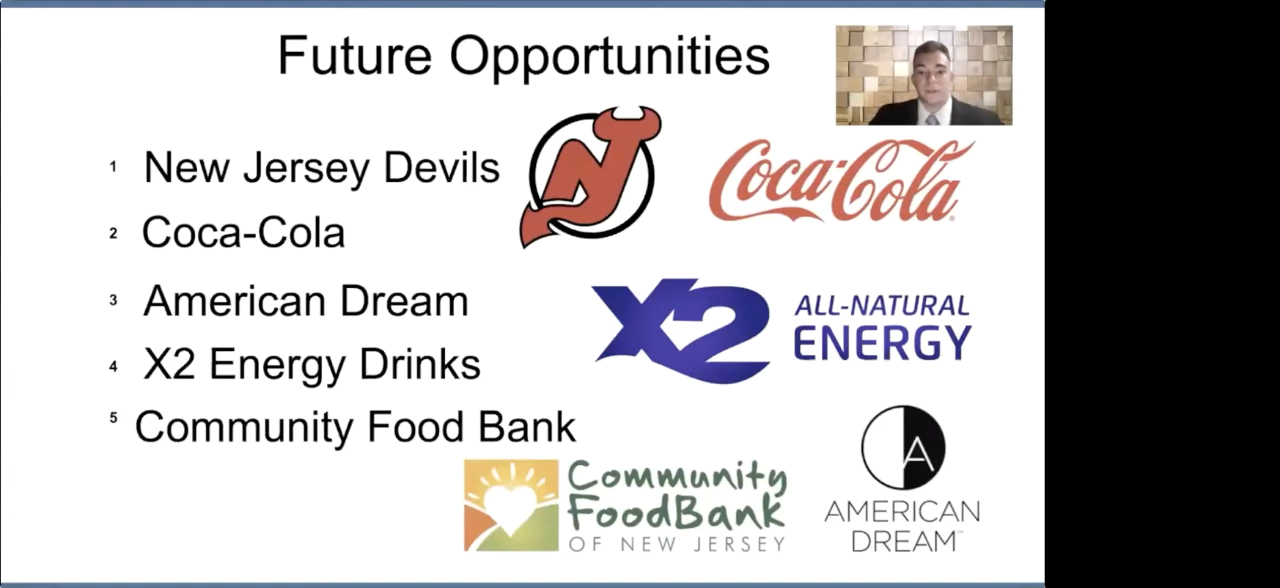 Future Opportunities
1 New Jersey Devils
2 Coca-Cola
3 American Dream
4 X2 Energy Drinks
5 Community Food Bank
NJ
Coca-Cola
X2 ALL-NATURAL
ENERGY
Community
FoodBank
OF NEW JERSEY
A
AMERICAN
DREAM